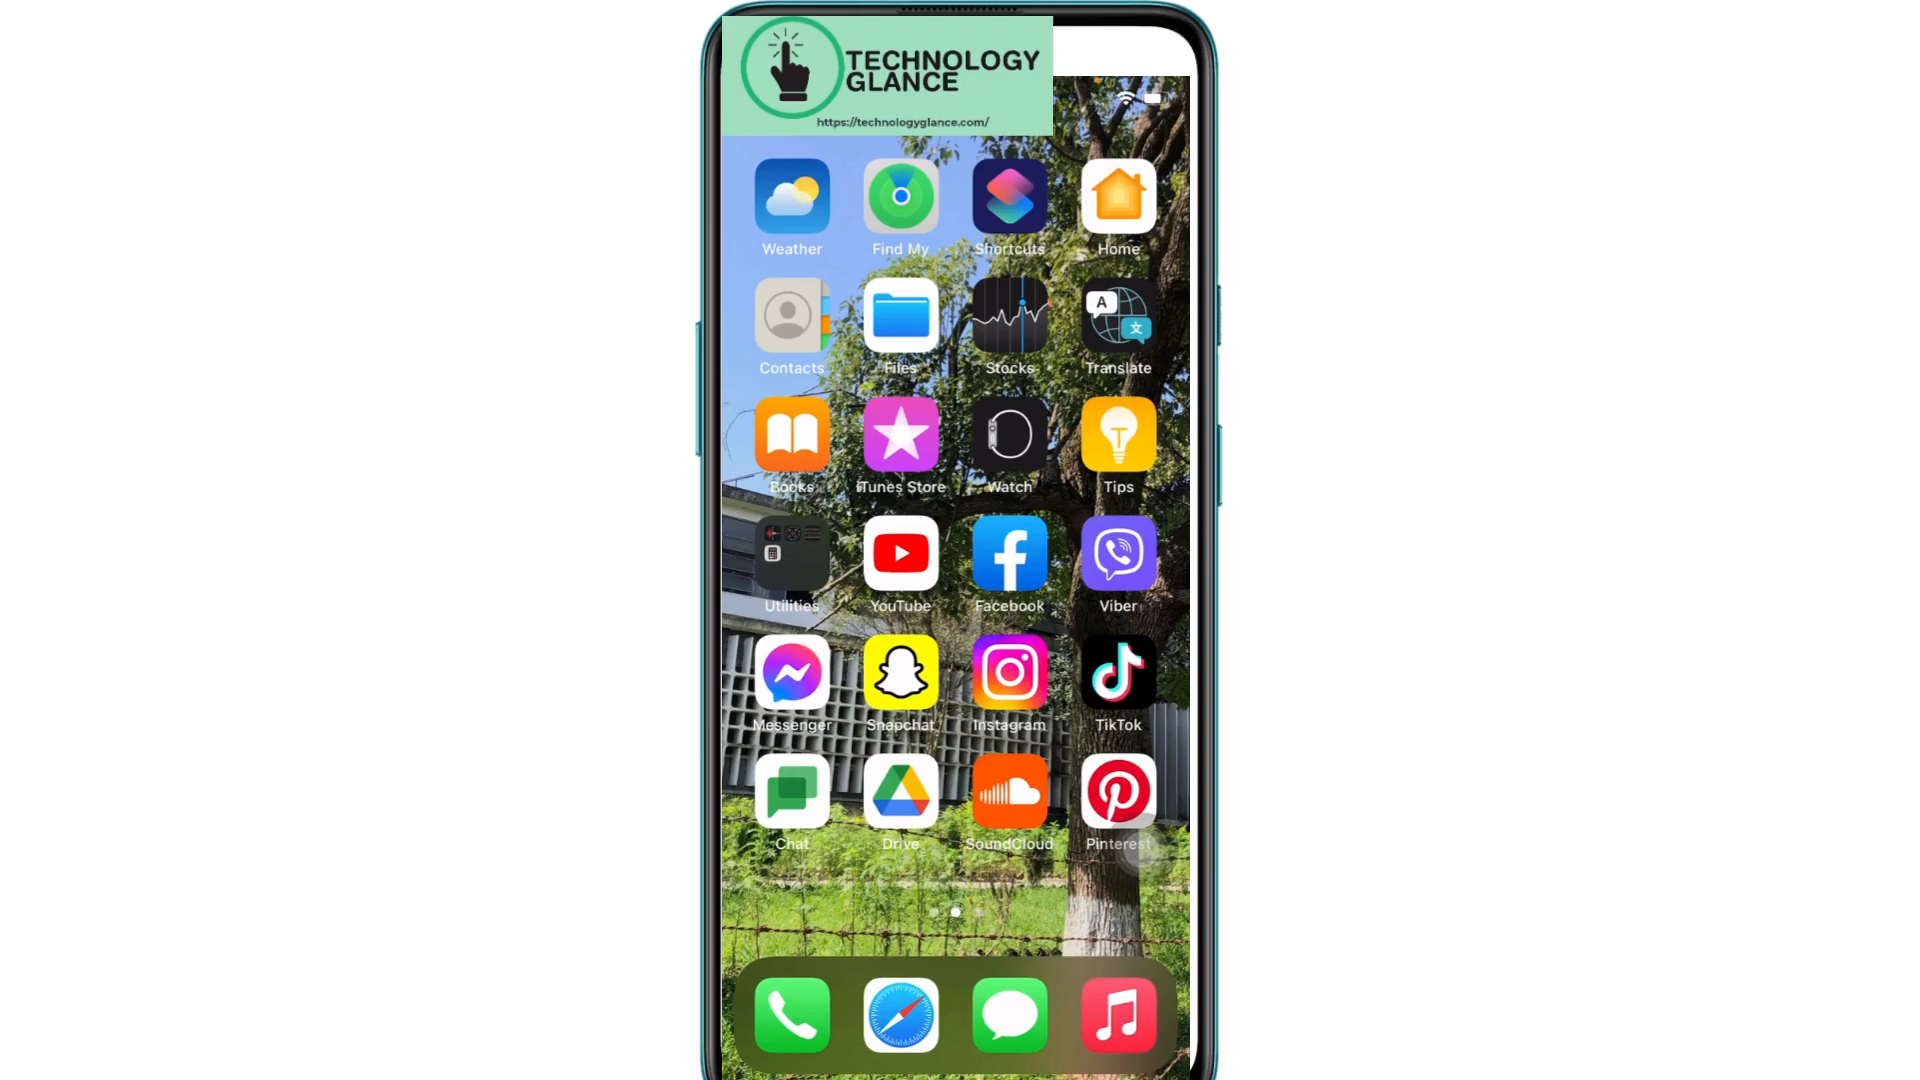 TECHNOLOGY
GLANCE
https://technologyglance.com/
Weather Find My Shortcuts Home
A
文
Contacts Files Stocks Translate
T
Books iTunes Store Watch Tips
Utilities YouTube Facebook Viber
Messenger Snapchat Instagram TikTok
Chat Drive SoundCloud Pinterest